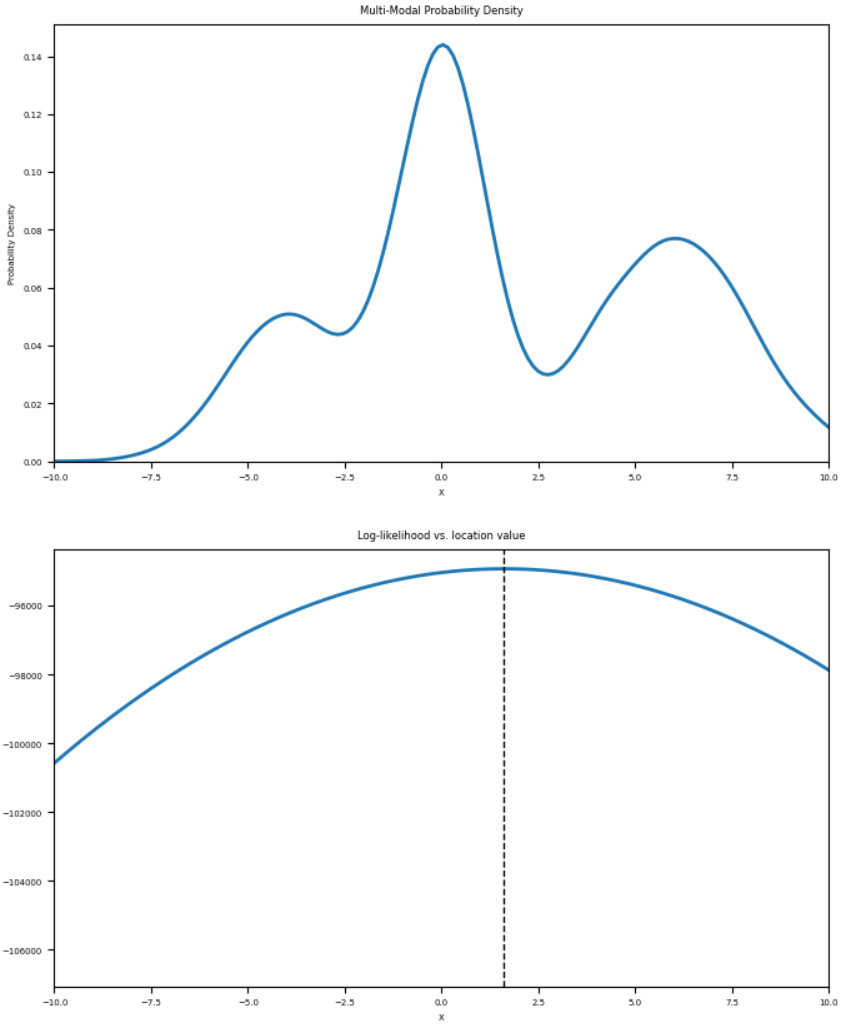 Multi-Modal Probability Density
0.14
0.12
0.10
0.08
0.06
0.04
0.02
0.00
Probability Density
−10.0 −7.5 −5.0 −2.5 0.0 2.5 5.0 7.5 10.0
x
Log-likelihood vs. location value
−96000
−98000
−100000
−102000
−104000
−106000
−10.0 −7.5 −5.0 −2.5 0.0 2.5 5.0 7.5 10.0
x